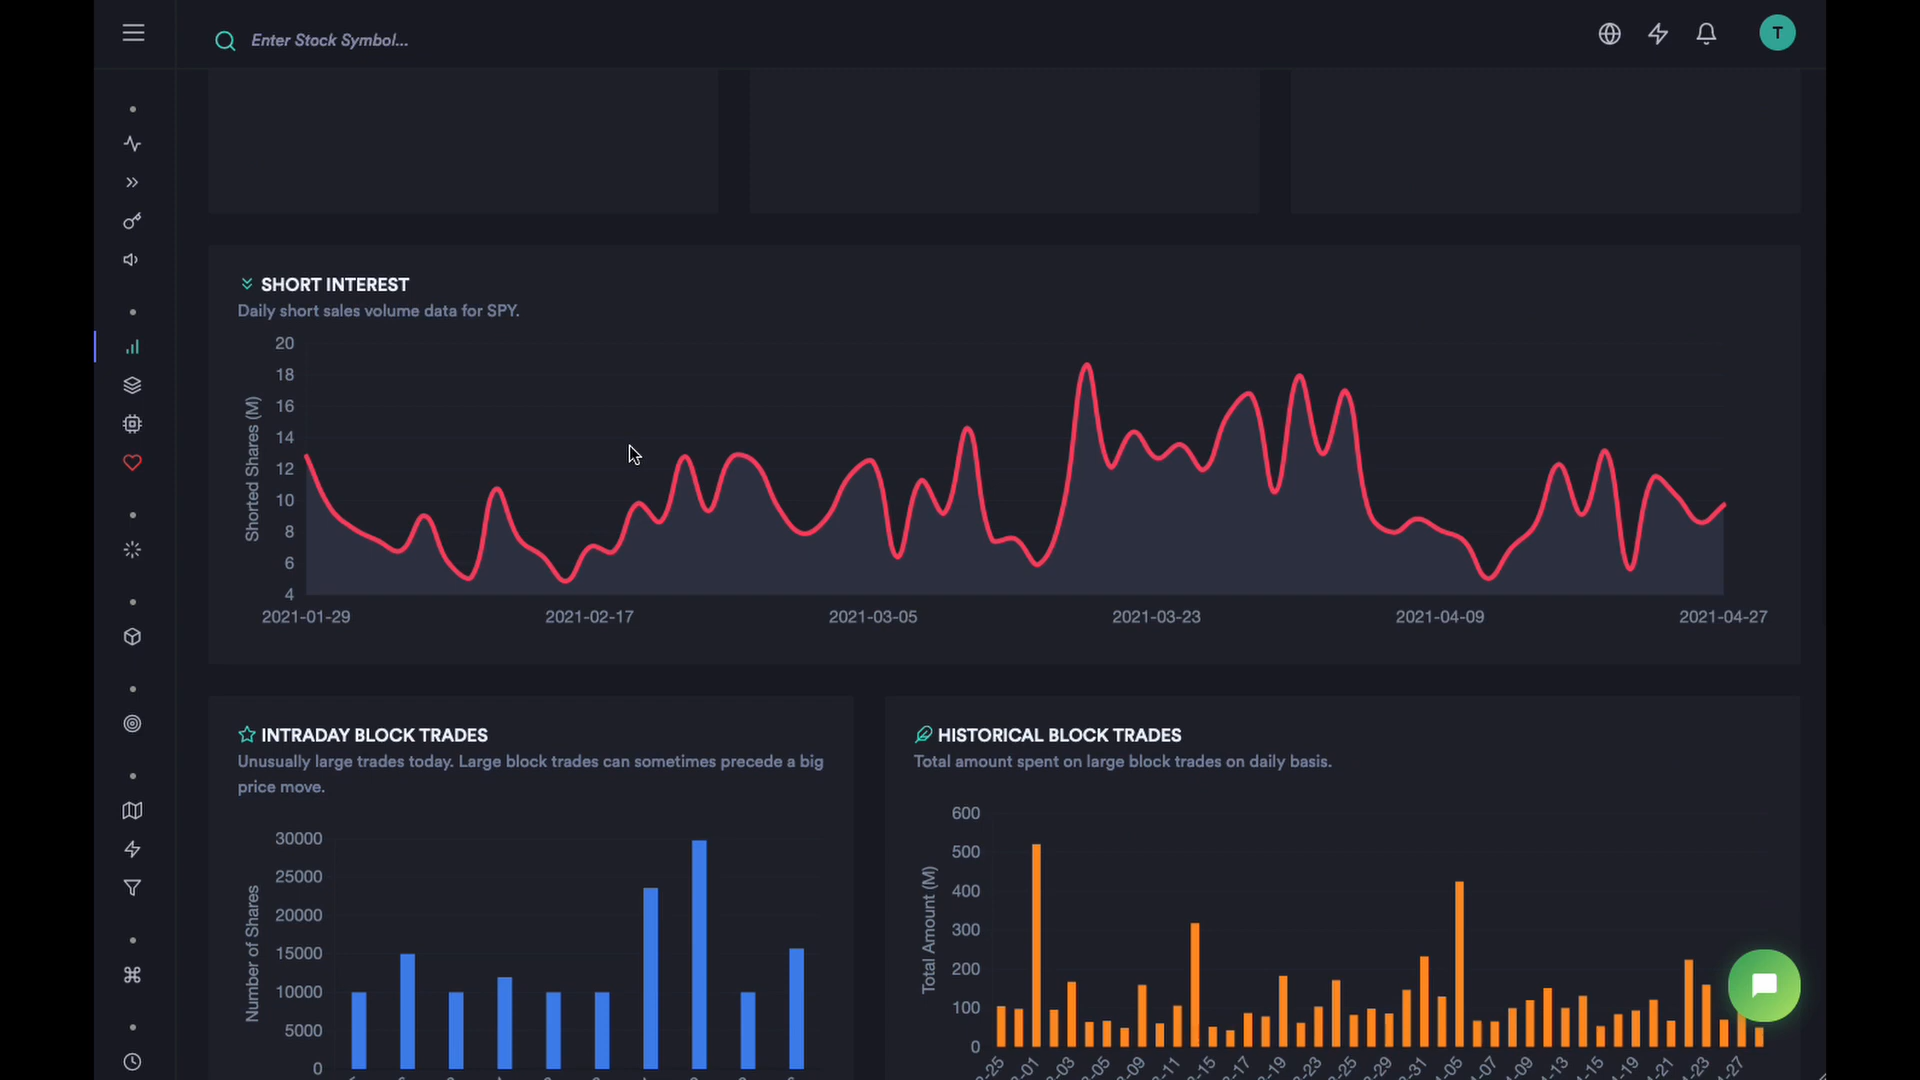 Enter Stock Symbol...
T
SHORT INTEREST
Daily short sales volume data for SPY.
Shorted Shares (M)
20
18
16
14
12
10
8
6
4
2021-01-29 2021-02-17 2021-03-05 2021-03-23 2021-04-09 2021-04-27
INTRADAY BLOCK TRADES
Unusually large trades today. Large block trades can sometimes precede a big
price move.
Number of Shares
30000
25000
20000
15000
10000
5000
0
HISTORICAL BLOCK TRADES
Total amount spent on large block trades on daily basis.
Total Amount (M)
600
500
400
300
200
100
0